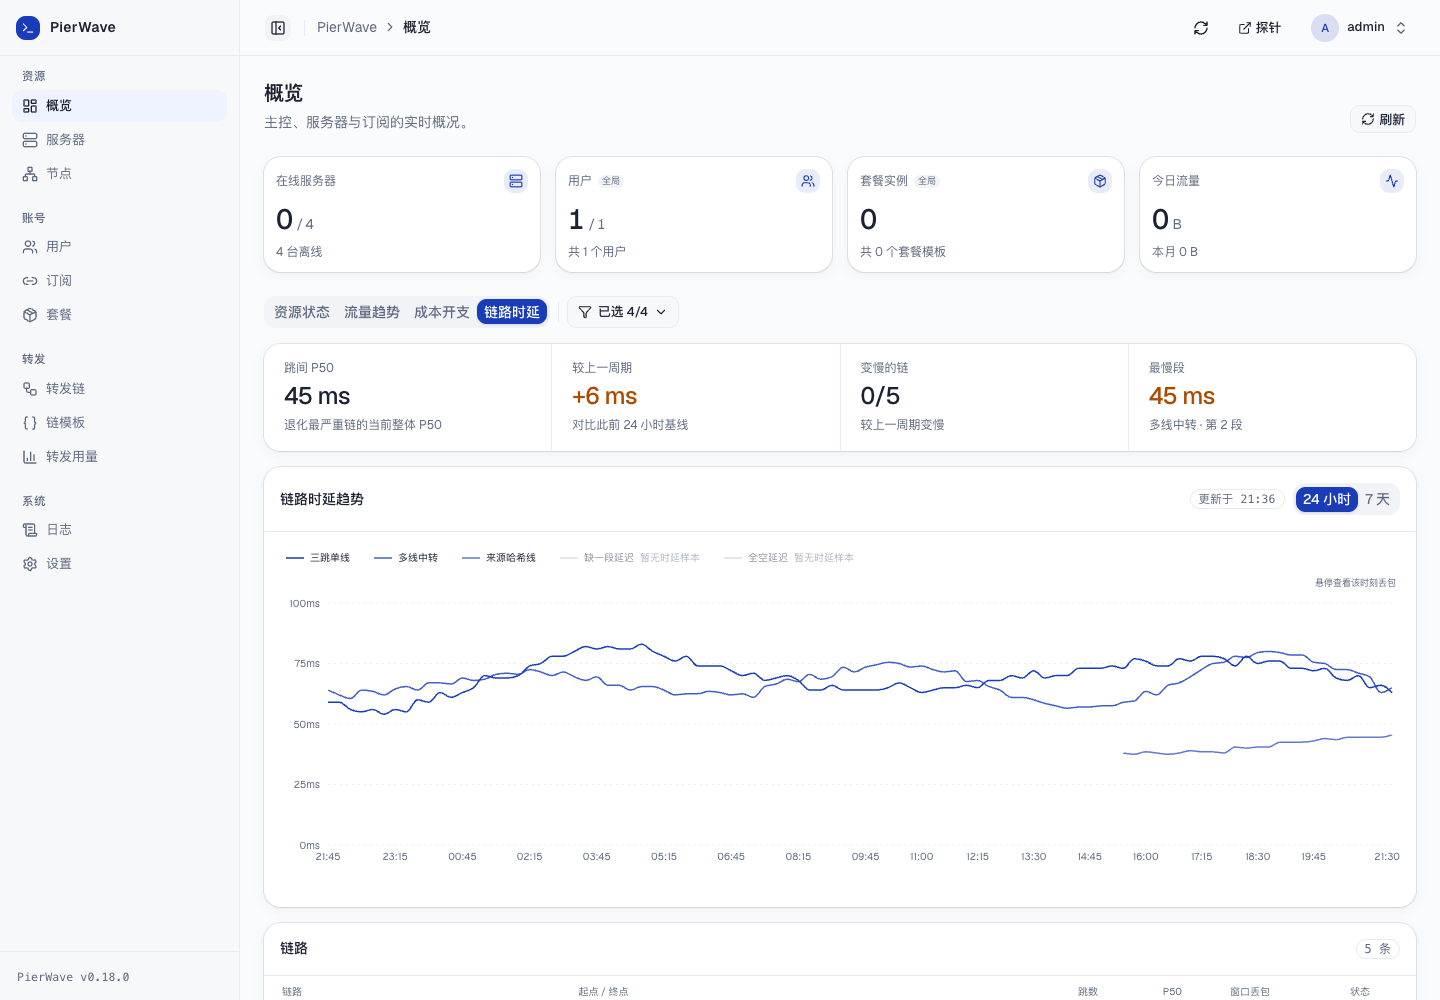 PierWave
PierWave > 概览
探针
A admin
资源
概览
服务器
节点
账号
用户
订阅
套餐
转发
转发链
链模板
转发用量
系统
日志
设置
PierWave v0.18.0
概览
主控、服务器与订阅的实时概况。
刷新
在线服务器
0 / 4
4 台离线
用户 全局
1 / 1
共 1 个用户
套餐实例 全局
0
共 0 个套餐模板
今日流量
0 B
本月 0 B
资源状态 流量趋势 成本开支 链路时延 已选 4/4
跳间 P50
45 ms
退化最严重链的当前整体 P50
较上一周期
+6 ms
对比此前 24 小时基线
变慢的链
0/5
较上一周期变慢
最慢段
45 ms
多线中转 · 第 2 段
链路时延趋势
更新于 21:36 24 小时 7 天
三跳单线 多线中转 来源哈希线 缺一段延迟 暂无时延样本 全空延迟 暂无时延样本
悬停查看该时刻丢包
100ms
75ms
50ms
25ms
0ms
21:45 23:15 00:45 02:15 03:45 05:15 06:45 08:15 09:45 11:00 12:15 13:30 14:45 16:00 17:15 18:30 19:45 21:30
链路
5 条
链路 起点 / 终点 跳数 P50 窗口丢包 状态